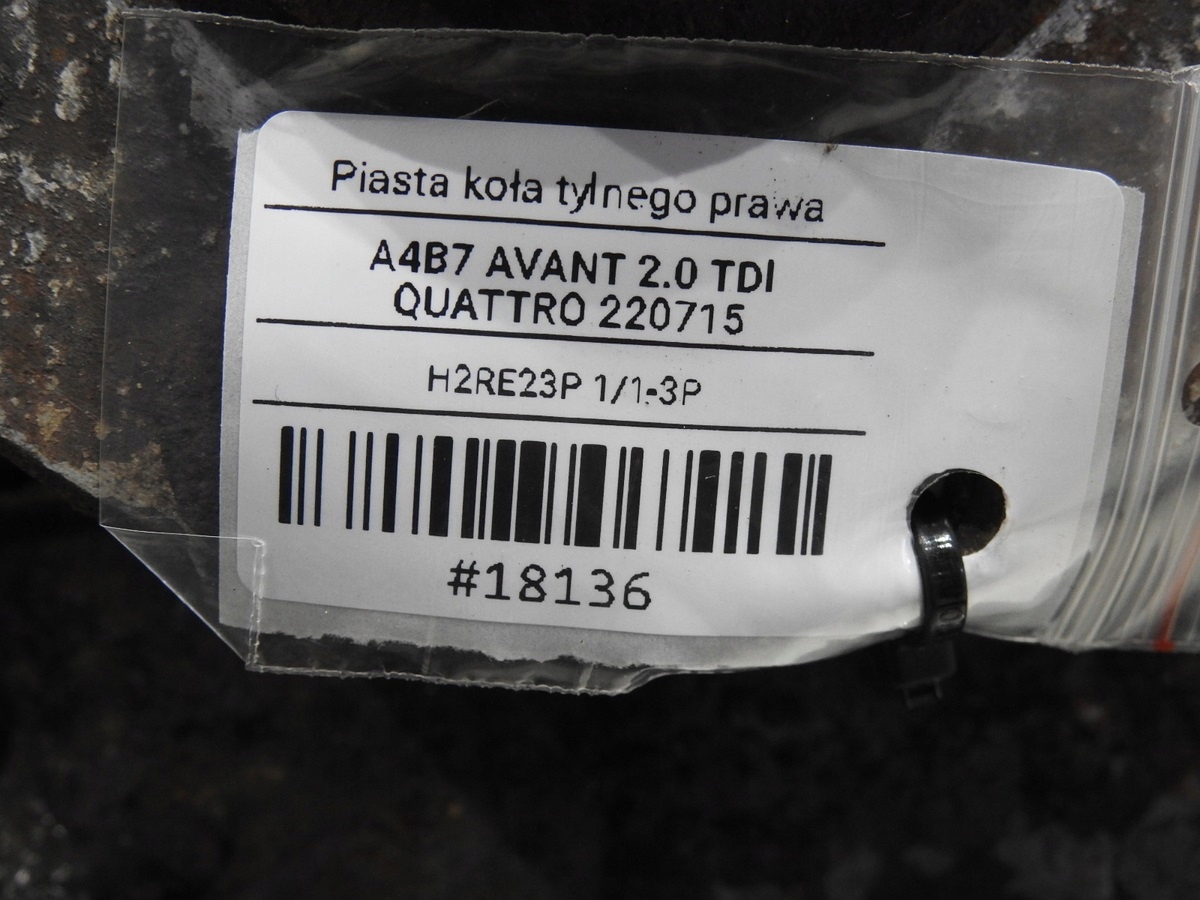 Piasta koła tylnego prawa
A4B7 AVANT 2.0 TDI
QUATTRO 220715
H2RE23P 1/1-3P
#18136